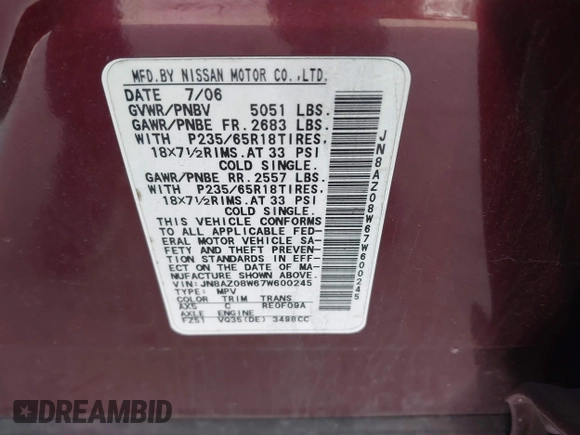 MFD.BY NISSAN MOTOR CO.,LTD.
DATE 7/06
GVWR/PNBV 5051 LBS.
GAWR/PNBE FR. 2683 LBS.
WITH P235/65R18TIRES,
18X7½RIMS.AT 33 PSI
COLD SINGLE.
GAWR/PNBE RR. 2557 LBS.
WITH P235/65R18TIRES,
18X7½RIMS.AT 33 PSI
COLD SINGLE.
THIS VEHICLE CONFORMS
TO ALL APPLICABLE FED-
ERAL MOTOR VEHICLE SA-
FETY AND THEFT PREVEN-
TION STANDARDS IN EFF-
ECT ON THE DATE OF MA-
NUFACTURE SHOWN ABOVE.
VIN:JN8AZ08W67W600245
TYPE: MPV
COLOR TRIM TRANS
AX5 C RE0F09A
AXLE ENGINE
FZ51 VQ35(DE) 3498CC
JN8AZ08W67W600245
DREAMBID